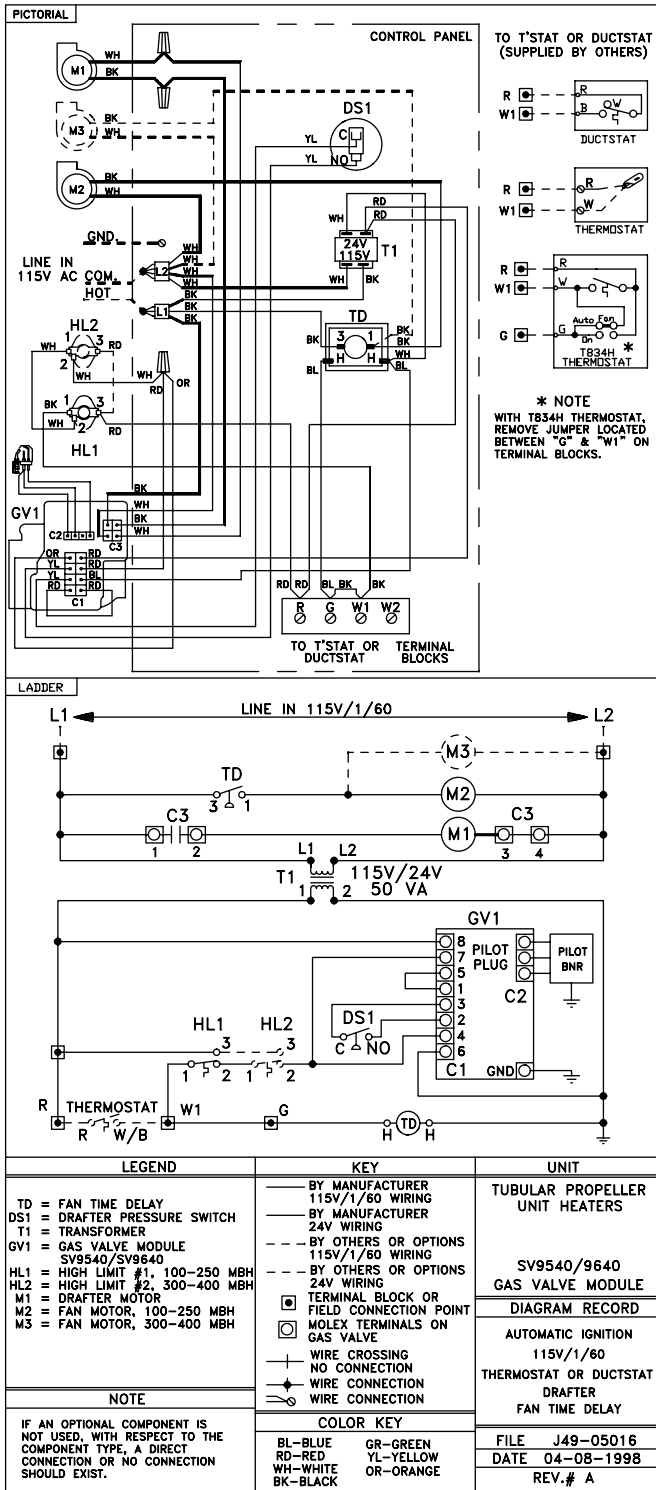 PICTORIAL
CONTROL PANEL
M1
WH
BK
M3
BK
WH
M2
BK
WH
GND.
LINE IN
115V AC COM.
HOT
WH
WH
WH
WH
L2
BK
BK
BK
L1
DS1
C
NO
YL
YL
RD
RD
WH
24V
115V
T1
WH
BK
TD
3 1
H H
BK
BK
BK
WH
BL
BL
HL2
1 3
2
WH
RD
WH
WH
RD
OR
BK
1 3
2
WH
RD
HL1
GV1
C2
C3
BK
WH
BK
WH
OR RD
YL RD
YL BL
RD RD
C1
RD RD BL BK BK
R G W1 W2
TO T'STAT OR
DUCTSTAT
TERMINAL
BLOCKS
TO T'STAT OR DUCTSTAT
(SUPPLIED BY OTHERS)
R
W1
R
B
W
DUCTSTAT
R
W1
R
W
THERMOSTAT
R
W1
G
R
W
G
Auto Fan
On
T834H *
THERMOSTAT
* NOTE
WITH T834H THERMOSTAT,
REMOVE JUMPER LOCATED
BETWEEN "G" & "W1" ON
TERMINAL BLOCKS.
LADDER
L1 LINE IN 115V/1/60 L2
M3
TD
3 1
M2
C3
1 2
M1
C3
3 4
L1 L2
T1
115V/24V
50 VA
1 2
GV1
8
7
5
1
3
2
4
6
PILOT
PLUG
C2
PILOT
BNR
C1
GND
DS1
C NO
HL1
3
1 2
HL2
3
1 2
R THERMOSTAT W1 G
R W/B
H TD H
LEGEND
TD = FAN TIME DELAY
DS1 = DRAFTER PRESSURE SWITCH
T1 = TRANSFORMER
GV1 = GAS VALVE MODULE
SV9540/SV9640
HL1 = HIGH LIMIT #1, 100-250 MBH
HL2 = HIGH LIMIT #2, 300-400 MBH
M1 = DRAFTER MOTOR
M2 = FAN MOTOR, 100-250 MBH
M3 = FAN MOTOR, 300-400 MBH
NOTE
IF AN OPTIONAL COMPONENT IS
NOT USED, WITH RESPECT TO THE
COMPONENT TYPE, A DIRECT
CONNECTION OR NO CONNECTION
SHOULD EXIST.
KEY
BY MANUFACTURER
115V/1/60 WIRING
BY MANUFACTURER
24V WIRING
BY OTHERS OR OPTIONS
115V/1/60 WIRING
BY OTHERS OR OPTIONS
24V WIRING
TERMINAL BLOCK OR
FIELD CONNECTION POINT
MOLEX TERMINALS ON
GAS VALVE
WIRE CROSSING
NO CONNECTION
WIRE CONNECTION
WIRE CONNECTION
COLOR KEY
BL-BLUE GR-GREEN
RD-RED YL-YELLOW
WH-WHITE OR-ORANGE
BK-BLACK
UNIT
TUBULAR PROPELLER
UNIT HEATERS
SV9540/9640
GAS VALVE MODULE
DIAGRAM RECORD
AUTOMATIC IGNITION
115V/1/60
THERMOSTAT OR DUCTSTAT
DRAFTER
FAN TIME DELAY
FILE J49-05016
DATE 04-08-1998
REV.# A